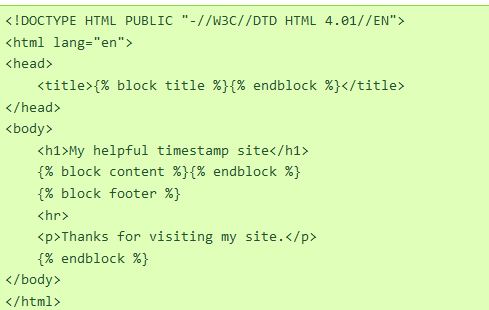 <!DOCTYPE HTML PUBLIC "-//W3C//DTD HTML 4.01//EN">
<html lang="en">
<head>
    <title>{% block title %}{% endblock %}</title>
</head>
<body>
    <h1>My helpful timestamp site</h1>
    {% block content %}{% endblock %}
    {% block footer %}
    <hr>
    <p>Thanks for visiting my site.</p>
    {% endblock %}
</body>
</html>